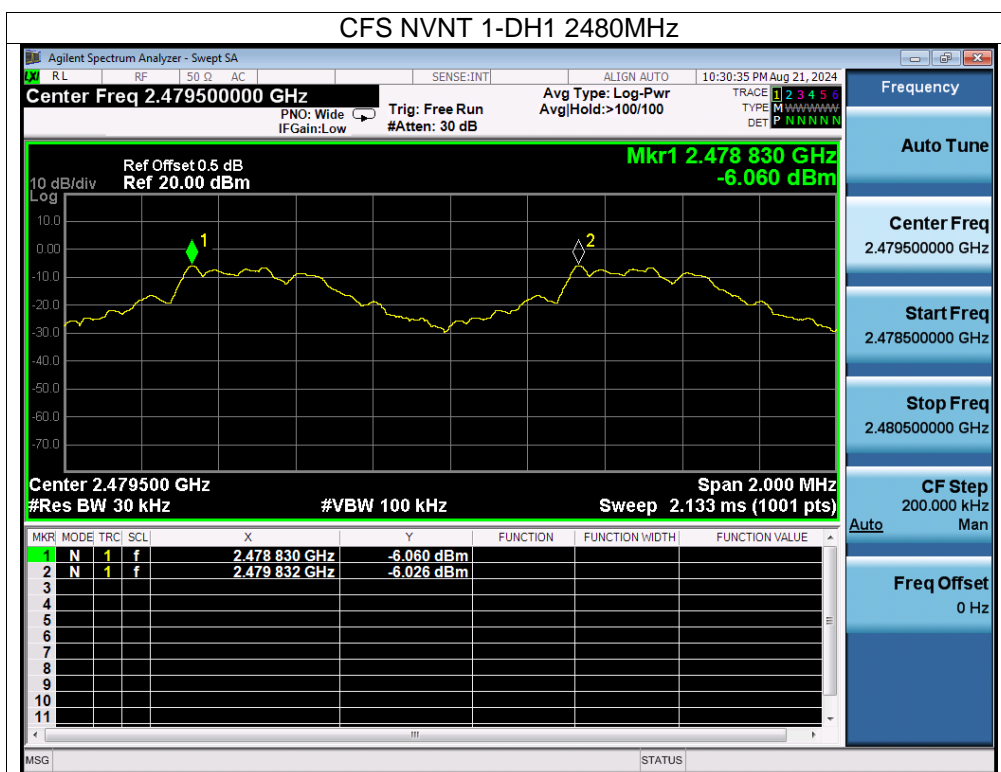 CFS NVNT 1-DH1 2480MHz
Agilent Spectrum Analyzer - Swept SA
LXI RL RF 50 Ω AC SENSE:INT ALIGN AUTO 10:30:35 PM Aug 21, 2024
Center Freq 2.479500000 GHz
PNO: Wide
IFGain:Low
Trig: Free Run
#Atten: 30 dB
Avg Type: Log-Pwr
Avg|Hold:>100/100
TRACE 1 2 3 4 5 6
TYPE M WWWWW
DET P N N N N N
Mkr1 2.478 830 GHz
-6.060 dBm
Ref Offset 0.5 dB
10 dB/div Ref 20.00 dBm
Log
10.0
0.00
-10.0
-20.0
-30.0
-40.0
-50.0
-60.0
-70.0
1
2
Center 2.479500 GHz Span 2.000 MHz
#Res BW 30 kHz #VBW 100 kHz Sweep 2.133 ms (1001 pts)
MKR MODE TRC SCL X Y FUNCTION FUNCTION WIDTH FUNCTION VALUE
1 N 1 f 2.478 830 GHz -6.060 dBm
2 N 1 f 2.479 832 GHz -6.026 dBm
3
4
5
6
7
8
9
10
11
MSG STATUS
Frequency
Auto Tune
Center Freq
2.479500000 GHz
Start Freq
2.478500000 GHz
Stop Freq
2.480500000 GHz
CF Step
200.000 kHz
Auto Man
Freq Offset
0 Hz